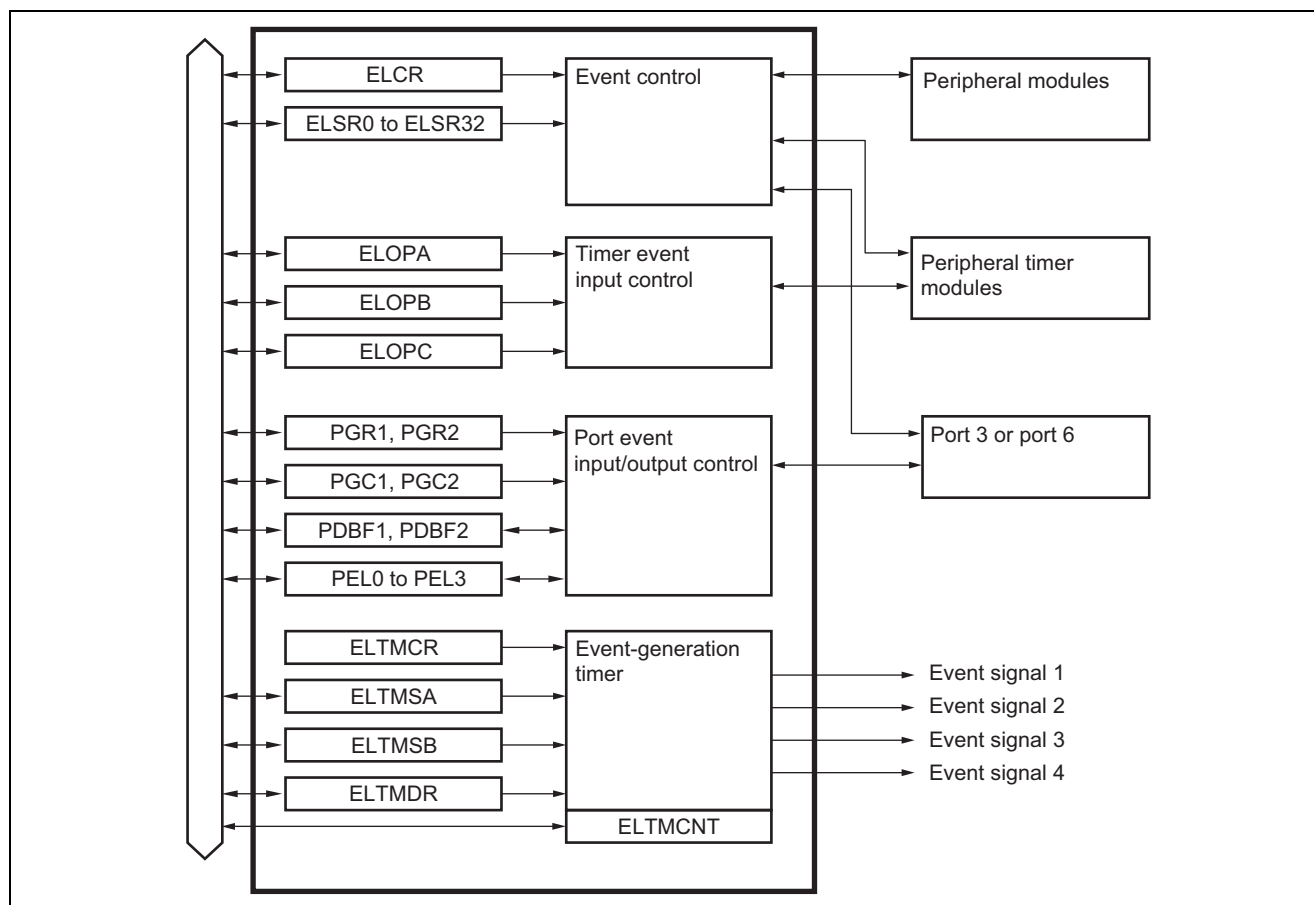 ELCR
ELSR0 to ELSR32
Event control
Peripheral modules
ELOPA
ELOPB
ELOPC
Timer event
input control
Peripheral timer
modules
PGR1, PGR2
PGC1, PGC2
PDBF1, PDBF2
PEL0 to PEL3
Port event
input/output control
Port 3 or port 6
ELTMCR
ELTMSA
ELTMSB
ELTMDR
Event-generation
timer
ELTMCNT
Event signal 1
Event signal 2
Event signal 3
Event signal 4